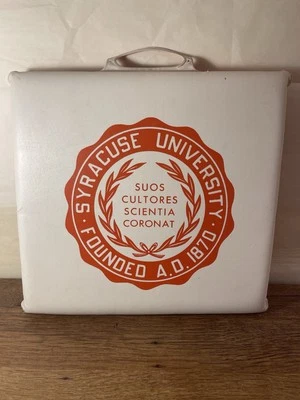 SYRACUSE UNIVERSITY
SUOS
CULTORES
SCIENTIA
CORONAT
· FOUNDED A.D. 1870 ·